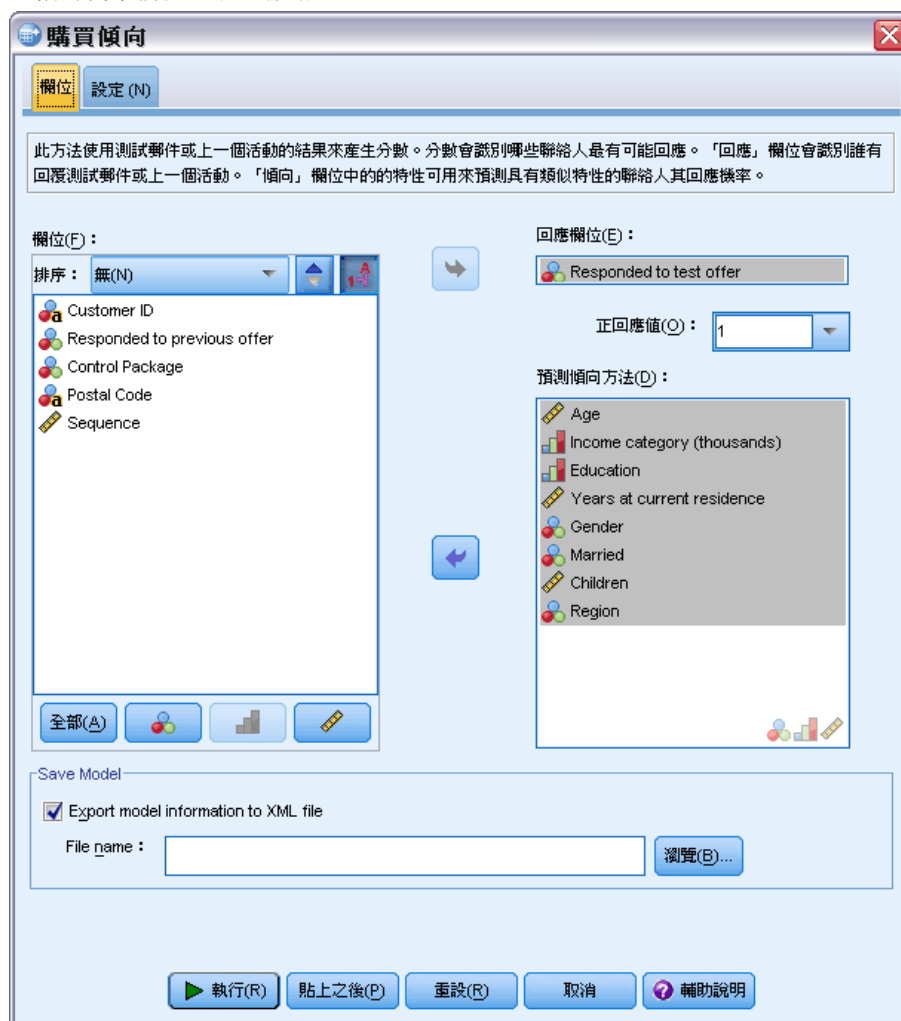 購買傾向
欄位 設定 (N)
此方法使用測試郵件或上一個活動的結果來產生分數。分數會識別哪些聯絡人最有可能回應。「回應」欄位會識別誰有
回覆測試郵件或上一個活動。「傾向」欄位中的的特性可用來預測具有類似特性的聯絡人其回應機率。
欄位(F)：
排序： 無(N)
Customer ID
Responded to previous offer
Control Package
Postal Code
Sequence
全部(A)
回應欄位(E)：
Responded to test offer
正回應值(O)： 1
預測傾向方法(D)：
Age
Income category (thousands)
Education
Years at current residence
Gender
Married
Children
Region
Save Model
Export model information to XML file
File name： 瀏覽(B)...
執行(R) 貼上之後(P) 重設(R) 取消 輔助說明